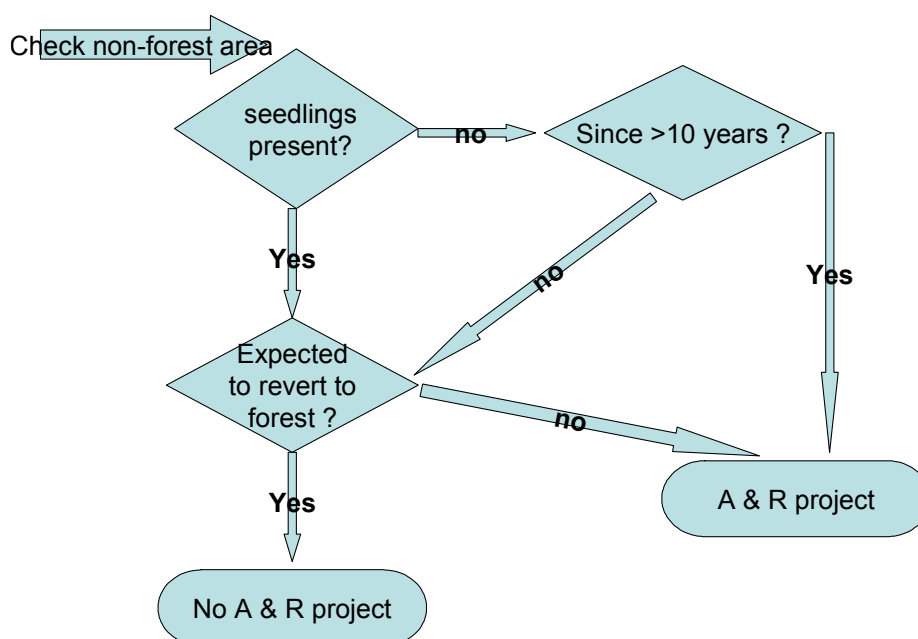 Check non-forest area
seedlings
present?
no
Since >10 years ?
Yes
no
Yes
Expected
to revert to
forest ?
no
Yes
A & R project
No A & R project